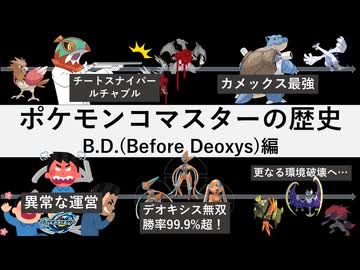 チートスナイパー
ルチャブル
カメックス最強
ポケモンコマスターの歴史
B.D.(Before Deoxys)編
異常な運営
デオキシス無双
勝率99.9%超!
更なる環境破壊へ…